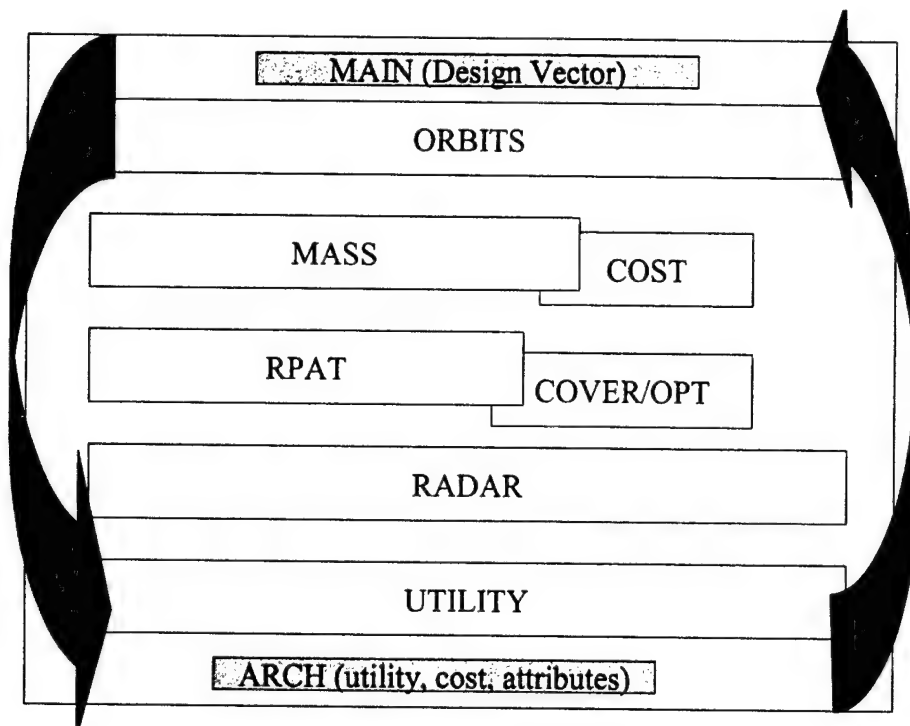 MAIN (Design Vector)
ORBITS
MASS
COST
RPAT
COVER/OPT
RADAR
UTILITY
ARCH (utility, cost, attributes)